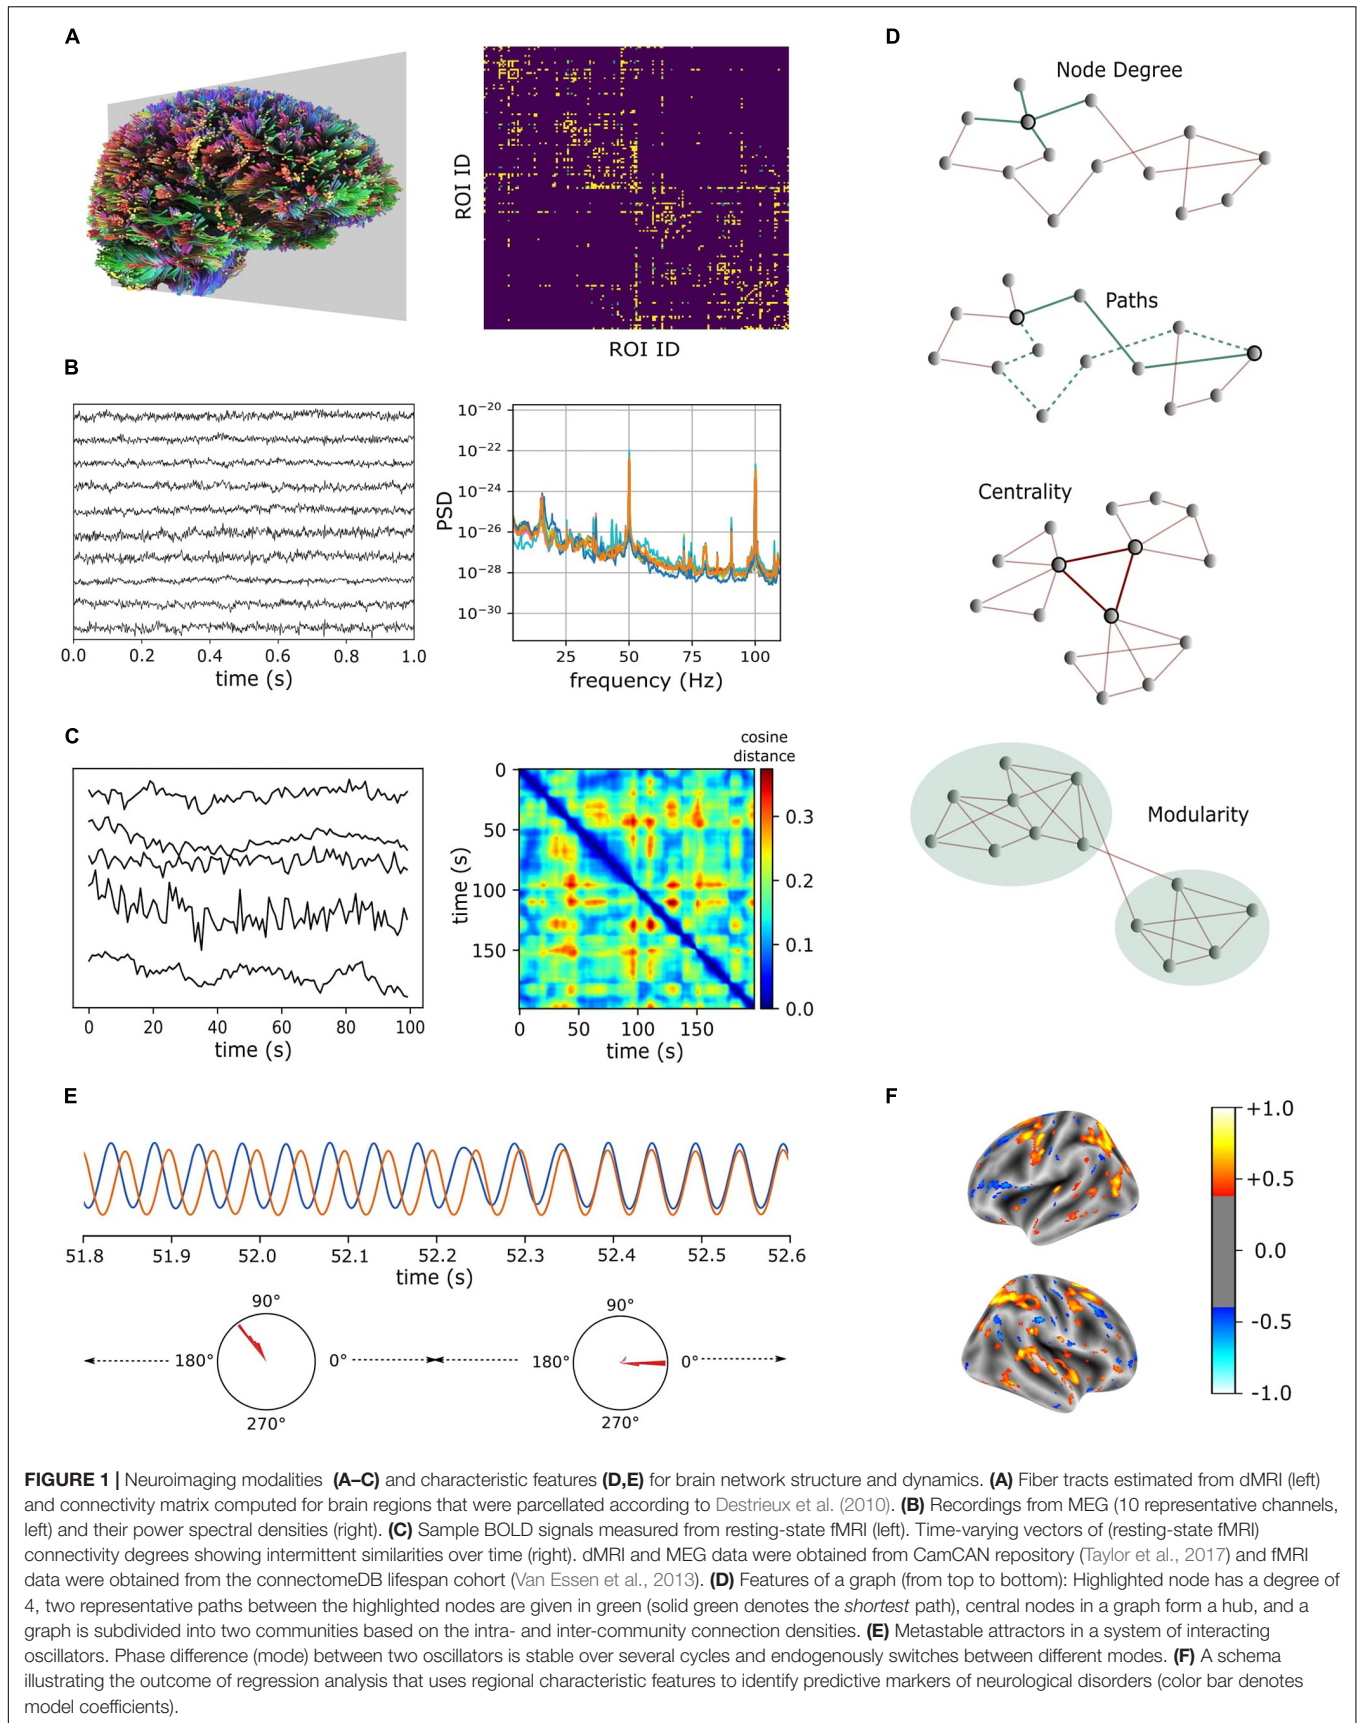 A
ROI ID
ROI ID
B
0.0 0.2 0.4 0.6 0.8 1.0
time (s)
PSD
10⁻²⁰
10⁻²²
10⁻²⁴
10⁻²⁶
10⁻²⁸
10⁻³⁰
25 50 75 100
frequency (Hz)
C
0 20 40 60 80 100
time (s)
cosine
distance
time (s)
0
50
100
150
0 50 100 150
time (s)
0.3
0.2
0.1
0.0
D
Node Degree
Paths
Centrality
Modularity
E
51.8 51.9 52.0 52.1 52.2 52.3 52.4 52.5 52.6
time (s)
90°
180° 0°
270°
90°
180° 0°
270°
F
+1.0
+0.5
0.0
-0.5
-1.0
FIGURE 1 | Neuroimaging modalities (A–C) and characteristic features (D,E) for brain network structure and dynamics. (A) Fiber tracts estimated from dMRI (left)
and connectivity matrix computed for brain regions that were parcellated according to Destrieux et al. (2010). (B) Recordings from MEG (10 representative channels,
left) and their power spectral densities (right). (C) Sample BOLD signals measured from resting-state fMRI (left). Time-varying vectors of (resting-state fMRI)
connectivity degrees showing intermittent similarities over time (right). dMRI and MEG data were obtained from CamCAN repository (Taylor et al., 2017) and fMRI
data were obtained from the connectomeDB lifespan cohort (Van Essen et al., 2013). (D) Features of a graph (from top to bottom): Highlighted node has a degree of
4, two representative paths between the highlighted nodes are given in green (solid green denotes the shortest path), central nodes in a graph form a hub, and a
graph is subdivided into two communities based on the intra- and inter-community connection densities. (E) Metastable attractors in a system of interacting
oscillators. Phase difference (mode) between two oscillators is stable over several cycles and endogenously switches between different modes. (F) A schema
illustrating the outcome of regression analysis that uses regional characteristic features to identify predictive markers of neurological disorders (color bar denotes
model coefficients).